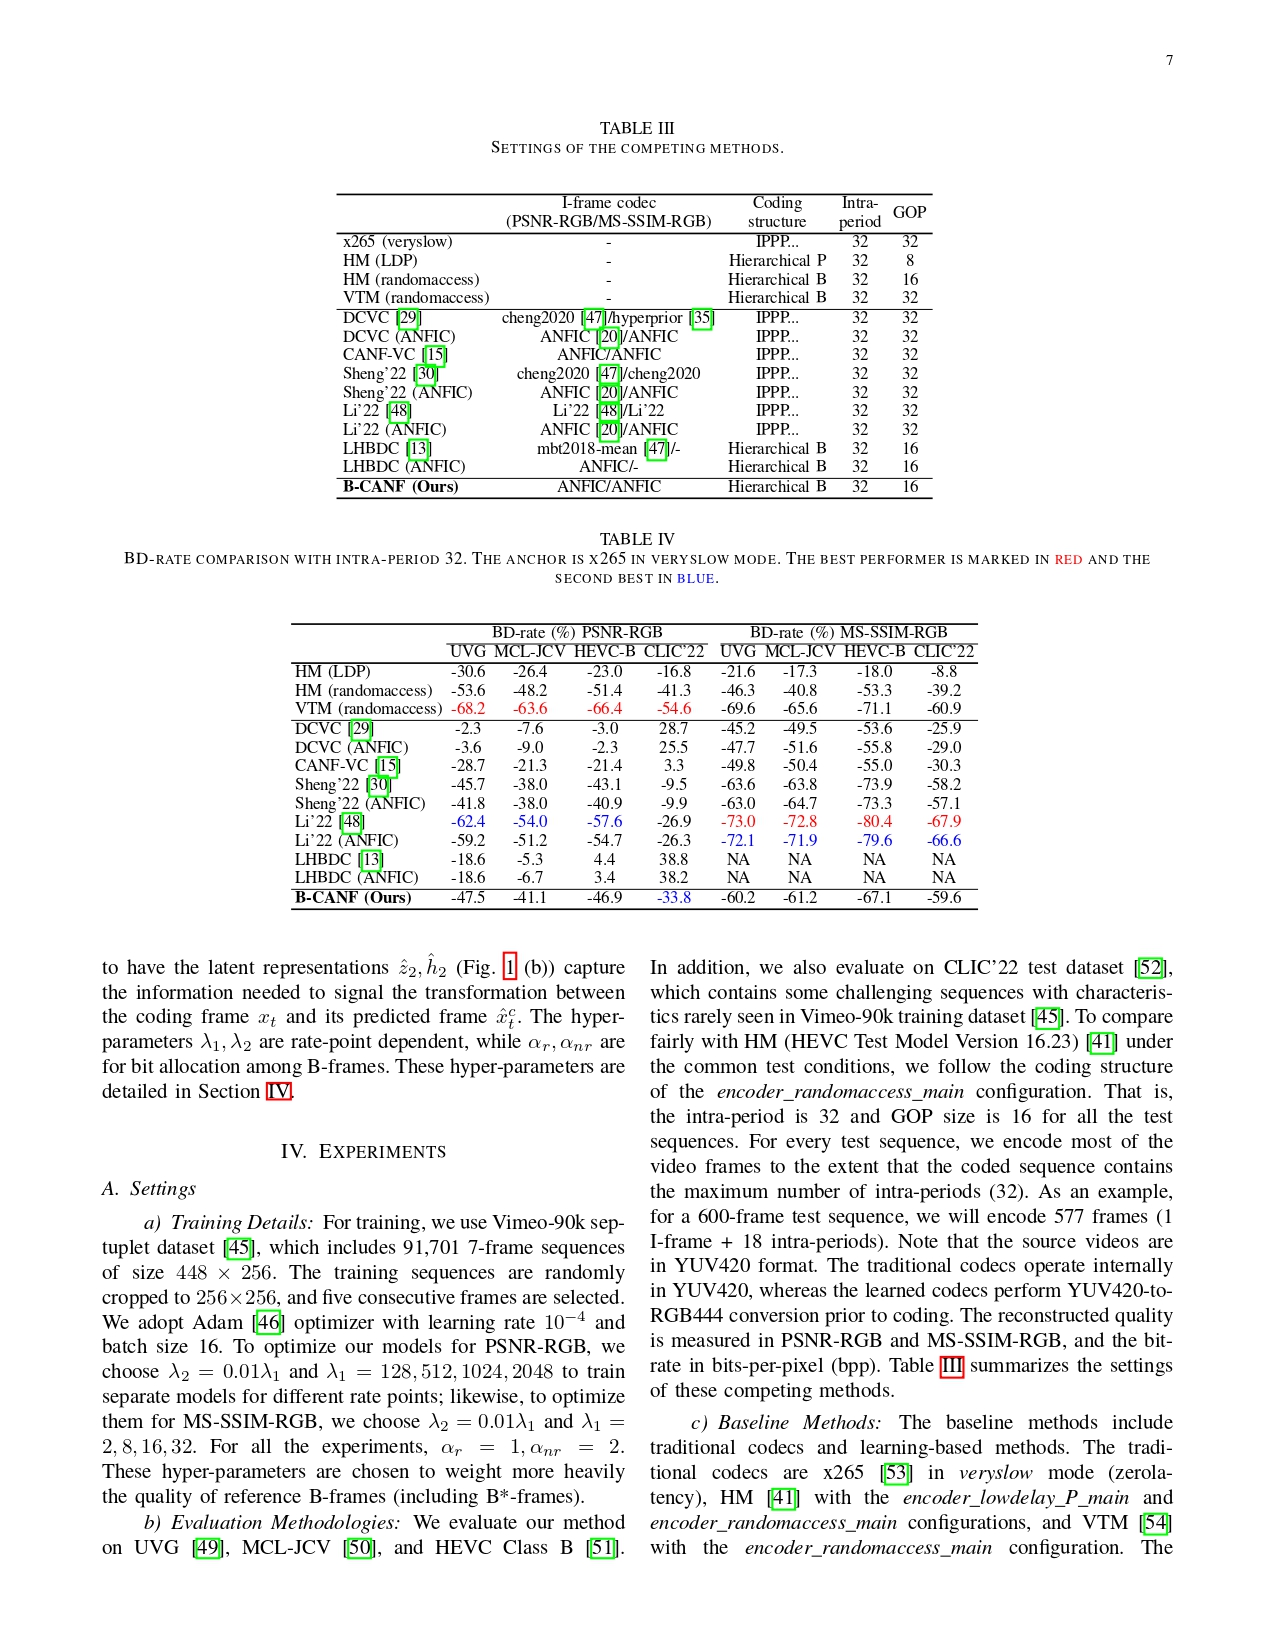 7
TABLE III
SETTINGS OF THE COMPETING METHODS.
I-frame codec
(PSNR-RGB/MS-SSIM-RGB) Coding
structure Intra-
period GOP
x265 (veryslow) - IPPP... 32 32
HM (LDP) - Hierarchical P 32 8
HM (randomaccess) - Hierarchical B 32 16
VTM (randomaccess) - Hierarchical B 32 32
DCVC [29] cheng2020 [47]/hyperprior [35] IPPP... 32 32
DCVC (ANFIC) ANFIC [20]/ANFIC IPPP... 32 32
CANF-VC [15] ANFIC/ANFIC IPPP... 32 32
Sheng'22 [30] cheng2020 [47]/cheng2020 IPPP... 32 32
Sheng'22 (ANFIC) ANFIC [20]/ANFIC IPPP... 32 32
Li'22 [48] Li'22 [48]/Li'22 IPPP... 32 32
Li'22 (ANFIC) ANFIC [20]/ANFIC IPPP... 32 32
LHBDC [13] mbt2018-mean [47]/- Hierarchical B 32 16
LHBDC (ANFIC) ANFIC/- Hierarchical B 32 16
B-CANF (Ours) ANFIC/ANFIC Hierarchical B 32 16
TABLE IV
BD-RATE COMPARISON WITH INTRA-PERIOD 32. THE ANCHOR IS X265 IN VERYSLOW MODE. THE BEST PERFORMER IS MARKED IN RED AND THE
SECOND BEST IN BLUE.
BD-rate (%) PSNR-RGB BD-rate (%) MS-SSIM-RGB
UVG MCL-JCV HEVC-B CLIC'22 UVG MCL-JCV HEVC-B CLIC'22
HM (LDP) -30.6 -26.4 -23.0 -16.8 -21.6 -17.3 -18.0 -8.8
HM (randomaccess) -53.6 -48.2 -51.4 -41.3 -46.3 -40.8 -53.3 -39.2
VTM (randomaccess) -68.2 -63.6 -66.4 -54.6 -69.6 -65.6 -71.1 -60.9
DCVC [29] -2.3 -7.6 -3.0 28.7 -45.2 -49.5 -53.6 -25.9
DCVC (ANFIC) -3.6 -9.0 -2.3 25.5 -47.7 -51.6 -55.8 -29.0
CANF-VC [15] -28.7 -21.3 -21.4 3.3 -49.8 -50.4 -55.0 -30.3
Sheng'22 [30] -45.7 -38.0 -43.1 -9.5 -63.6 -63.8 -73.9 -58.2
Sheng'22 (ANFIC) -41.8 -38.0 -40.9 -9.9 -63.0 -64.7 -73.3 -57.1
Li'22 [48] -62.4 -54.0 -57.6 -26.9 -73.0 -72.8 -80.4 -67.9
Li'22 (ANFIC) -59.2 -51.2 -54.7 -26.3 -72.1 -71.9 -79.6 -66.6
LHBDC [13] -18.6 -5.3 4.4 38.8 NA NA NA NA
LHBDC (ANFIC) -18.6 -6.7 3.4 38.2 NA NA NA NA
B-CANF (Ours) -47.5 -41.1 -46.9 -33.8 -60.2 -61.2 -67.1 -59.6
to have the latent representations ẑ₂, ĥ₂ (Fig. 1 (b)) capture
the information needed to signal the transformation between
the coding frame xₜ and its predicted frame x̂ₜᶜ. The hyper-
parameters λ₁, λ₂ are rate-point dependent, while αᵣ, αₙᵣ are
for bit allocation among B-frames. These hyper-parameters are
detailed in Section IV.
IV. EXPERIMENTS
A. Settings
a) Training Details: For training, we use Vimeo-90k sep-
tuplet dataset [45], which includes 91,701 7-frame sequences
of size 448 × 256. The training sequences are randomly
cropped to 256×256, and five consecutive frames are selected.
We adopt Adam [46] optimizer with learning rate 10⁻⁴ and
batch size 16. To optimize our models for PSNR-RGB, we
choose λ₂ = 0.01λ₁ and λ₁ = 128, 512, 1024, 2048 to train
separate models for different rate points; likewise, to optimize
them for MS-SSIM-RGB, we choose λ₂ = 0.01λ₁ and λ₁ =
2, 8, 16, 32. For all the experiments, αᵣ = 1, αₙᵣ = 2.
These hyper-parameters are chosen to weight more heavily
the quality of reference B-frames (including B*-frames).
b) Evaluation Methodologies: We evaluate our method
on UVG [49], MCL-JCV [50], and HEVC Class B [51].
In addition, we also evaluate on CLIC'22 test dataset [52],
which contains some challenging sequences with characteris-
tics rarely seen in Vimeo-90k training dataset [45]. To compare
fairly with HM (HEVC Test Model Version 16.23) [41] under
the common test conditions, we follow the coding structure
of the encoder_randomaccess_main configuration. That is,
the intra-period is 32 and GOP size is 16 for all the test
sequences. For every test sequence, we encode most of the
video frames to the extent that the coded sequence contains
the maximum number of intra-periods (32). As an example,
for a 600-frame test sequence, we will encode 577 frames (1
I-frame + 18 intra-periods). Note that the source videos are
in YUV420 format. The traditional codecs operate internally
in YUV420, whereas the learned codecs perform YUV420-to-
RGB444 conversion prior to coding. The reconstructed quality
is measured in PSNR-RGB and MS-SSIM-RGB, and the bit-
rate in bits-per-pixel (bpp). Table III summarizes the settings
of these competing methods.
c) Baseline Methods: The baseline methods include
traditional codecs and learning-based methods. The tradi-
tional codecs are x265 [53] in veryslow mode (zerola-
tency), HM [41] with the encoder_lowdelay_P_main and
encoder_randomaccess_main configurations, and VTM [54]
with the encoder_randomaccess_main configuration. The